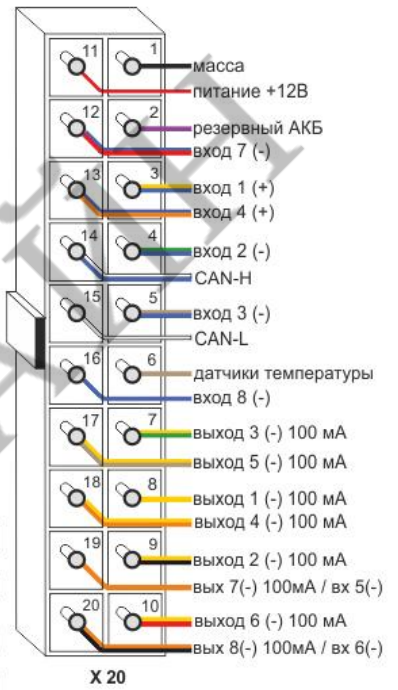 11
1
масса
питание +12В
12
2
резервный АКБ
вход 7 (-)
13
3
вход 1 (+)
вход 4 (+)
14
4
вход 2 (-)
CAN-H
15
5
вход 3 (-)
CAN-L
16
6
датчики температуры
вход 8 (-)
17
7
выход 3 (-) 100 мА
выход 5 (-) 100 мА
18
8
выход 1 (-) 100 мА
выход 4 (-) 100 мА
19
9
выход 2 (-) 100 мА
вых 7(-) 100мА / вх 5(-)
20
10
выход 6 (-) 100 мА
вых 8(-) 100мА / вх 6(-)
X 20